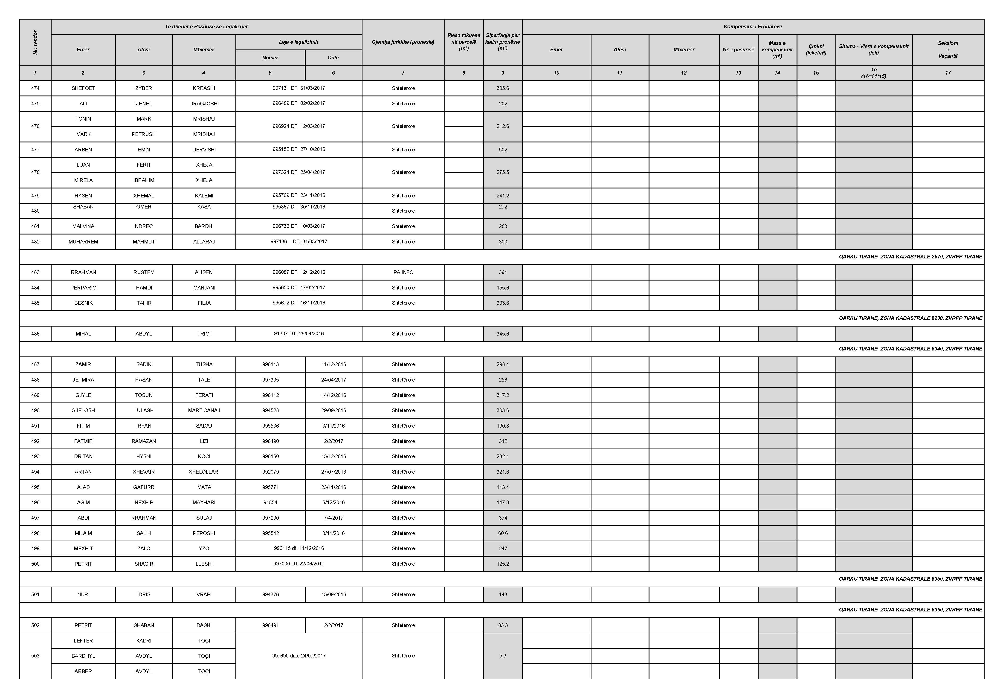 Nr. rendor
Të dhënat e Pasurisë së Legalizuar
Gjendja juridike (pronesia)
Pjesa takuese në parcelë (m²)
Sipërfaqja për kalim pronësie (m²)
Kompensimi i Pronarëve
Emër Atësi Mbiemër
Leja e legalizimit
Numer Date
Emër Atësi Mbiemër Nr. i pasurisë
Masa e kompensimit (m²)
Çmimi (leke/m²)
Shuma - Vlera e kompensimit (lek)
Seksioni i Veçantë
1 2 3 4 5 6 7 8 9 10 11 12 13 14 15 16 (16=14*15) 17
474 SHEFQET ZYBER KRRASHI 997131 DT. 31/03/2017 Shteterore 305.6
475 ALI ZENEL DRAGJOSHI 996489 DT. 02/02/2017 Shteterore 202
476 TONIN MARK MRISHAJ 996924 DT. 12/03/2017 Shteterore 212.6
MARK PETRUSH MRISHAJ
477 ARBEN EMIN DERVISHI 995152 DT. 27/10/2016 Shteterore 502
478 LUAN FERIT XHEJA 997324 DT. 25/04/2017 Shteterore 275.5
MIRELA IBRAHIM XHEJA
479 HYSEN XHEMAL KALEMI 995769 DT. 23/11/2016 Shteterore 241.2
480 SHABAN OMER KASA 995867 DT. 30/11/2016 Shteterore 272
481 MALVINA NDREC BARDHI 996736 DT. 10/03/2017 Shteterore 288
482 MUHARREM MAHMUT ALLARAJ 997136 DT. 31/03/2017 Shteterore 300
QARKU TIRANE, ZONA KADASTRALE 2679, ZVRPP TIRANE
483 RRAHMAN RUSTEM ALISENI 996087 DT. 12/12/2016 PA INFO 391
484 PERPARIM HAMDI MANJANI 995650 DT. 17/02/2017 Shteterore 155.6
485 BESNIK TAHIR FILJA 995672 DT. 16/11/2016 Shteterore 363.6
QARKU TIRANE, ZONA KADASTRALE 8230, ZVRPP TIRANE
486 MIHAL ABDYL TRIMI 91307 DT. 26/04/2016 Shteterore 345.6
QARKU TIRANE, ZONA KADASTRALE 8340, ZVRPP TIRANE
487 ZAMIR SADIK TUSHA 996113 11/12/2016 Shtetërore 298.4
488 JETMIRA HASAN TALE 997305 24/04/2017 Shtetërore 258
489 GJYLE TOSUN FERATI 996112 14/12/2016 Shtetërore 317.2
490 GJELOSH LULASH MARTICANAJ 994528 29/09/2016 Shtetërore 303.6
491 FITIM IRFAN SADAJ 995536 3/11/2016 Shtetërore 190.8
492 FATMIR RAMAZAN LIZI 996490 2/2/2017 Shtetërore 312
493 DRITAN HYSNI KOCI 996160 15/12/2016 Shtetërore 282.1
494 ARTAN XHEVAIR XHELOLLARI 992079 27/07/2016 Shtetërore 321.6
495 AJAS GAFURR MATA 995771 23/11/2016 Shtetërore 113.4
496 AGIM NEXHIP MAXHARI 91854 6/12/2016 Shtetërore 147.3
497 ABDI RRAHMAN SULAJ 997200 7/4/2017 Shtetërore 374
498 MILAIM SALIH PEPOSHI 995542 3/11/2016 Shtetërore 60.6
499 MEXHIT ZALO YZO 996115 dt. 11/12/2016 Shtetërore 247
500 PETRIT SHAQIR LLESHI 997000 DT.22/06/2017 Shtetërore 125.2
QARKU TIRANE, ZONA KADASTRALE 8350, ZVRPP TIRANE
501 NURI IDRIS VRAPI 994376 15/09/2016 Shtetërore 148
QARKU TIRANE, ZONA KADASTRALE 8360, ZVRPP TIRANE
502 PETRIT SHABAN DASHI 996491 2/2/2017 Shtetërore 83.3
503 LEFTER KADRI TOÇI 997690 date 24/07/2017 Shtetërore 5.3
BARDHYL AVDYL TOÇI
ARBER AVDYL TOÇI